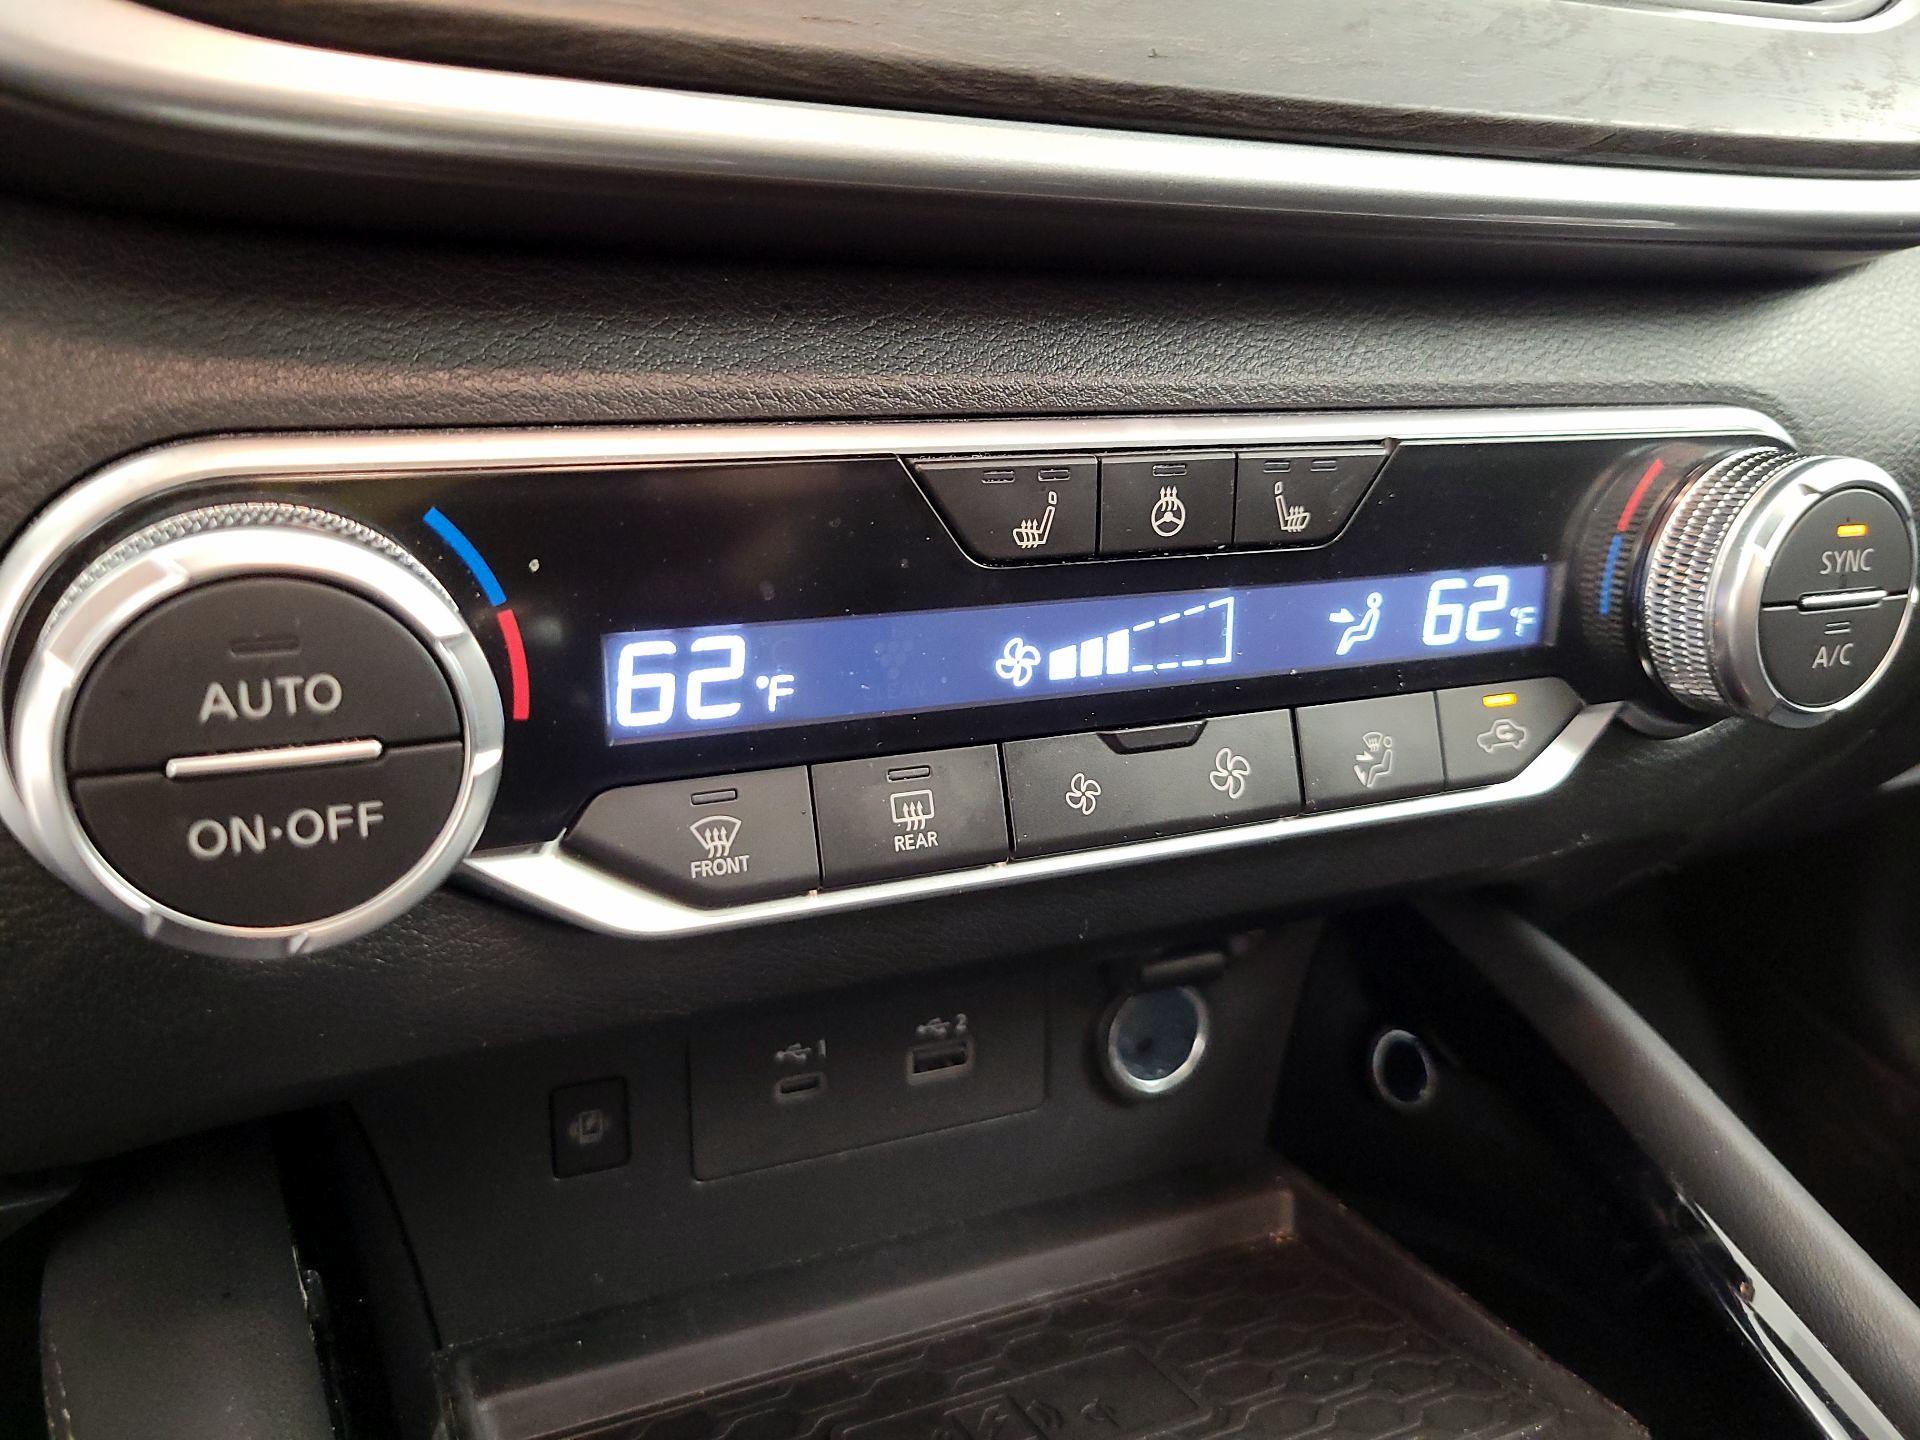 AUTO
ON•OFF
62°F
62°F
SYNC
A/C
FRONT
REAR
1
2